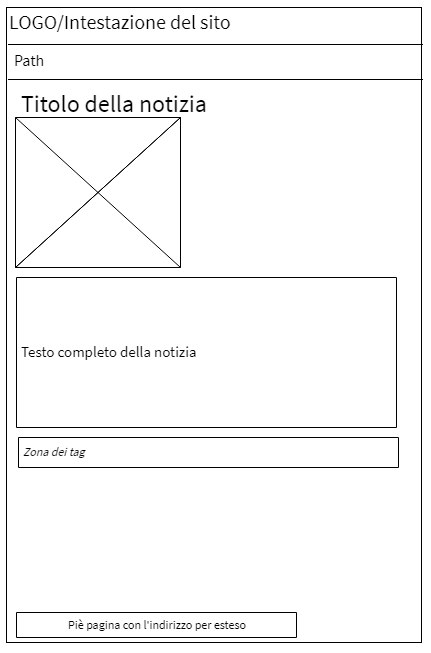 LOGO/Intestazione del sito
Path
Titolo della notizia
Testo completo della notizia
Zona dei tag
Piè pagina con l'indirizzo per esteso